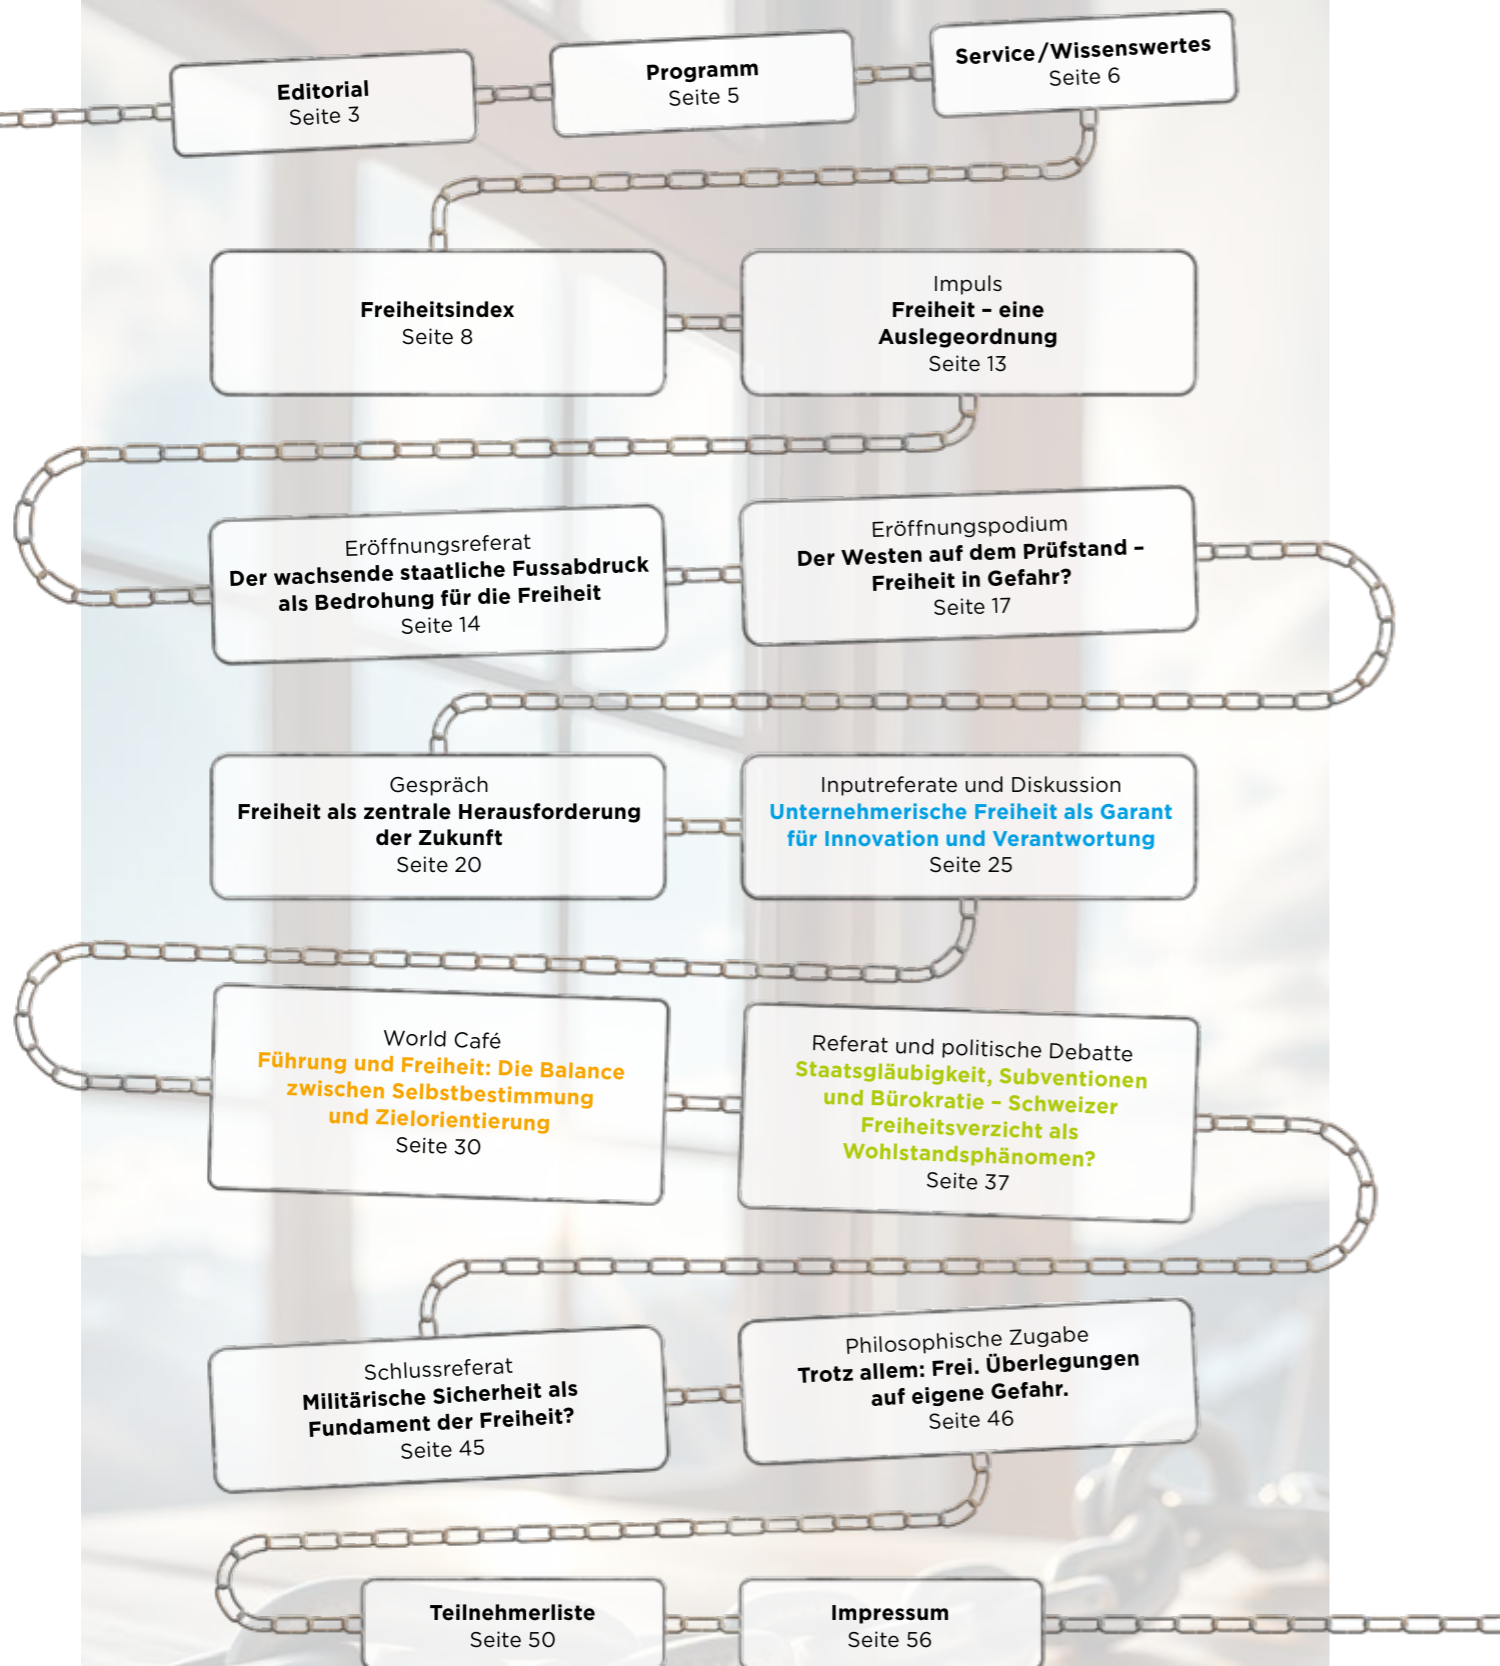 Editorial
Seite 3
Programm
Seite 5
Service/Wissenswertes
Seite 6
Freiheitsindex
Seite 8
Impuls
Freiheit – eine
Auslegeordnung
Seite 13
Eröffnungsreferat
Der wachsende staatliche Fussabdruck
als Bedrohung für die Freiheit
Seite 14
Eröffnungspodium
Der Westen auf dem Prüfstand –
Freiheit in Gefahr?
Seite 17
Gespräch
Freiheit als zentrale Herausforderung
der Zukunft
Seite 20
Inputreferate und Diskussion
Unternehmerische Freiheit als Garant
für Innovation und Verantwortung
Seite 25
World Café
Führung und Freiheit: Die Balance
zwischen Selbstbestimmung
und Zielorientierung
Seite 30
Referat und politische Debatte
Staatsgläubigkeit, Subventionen
und Bürokratie – Schweizer
Freiheitsverzicht als
Wohlstandsphänomen?
Seite 37
Schlussreferat
Militärische Sicherheit als
Fundament der Freiheit?
Seite 45
Philosophische Zugabe
Trotz allem: Frei. Überlegungen
auf eigene Gefahr.
Seite 46
Teilnehmerliste
Seite 50
Impressum
Seite 56